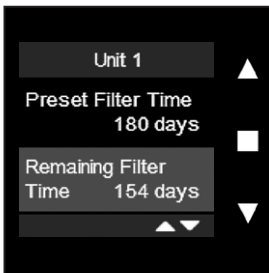 Unit 1
Preset Filter Time
180 days
Remaining Filter
Time 154 days